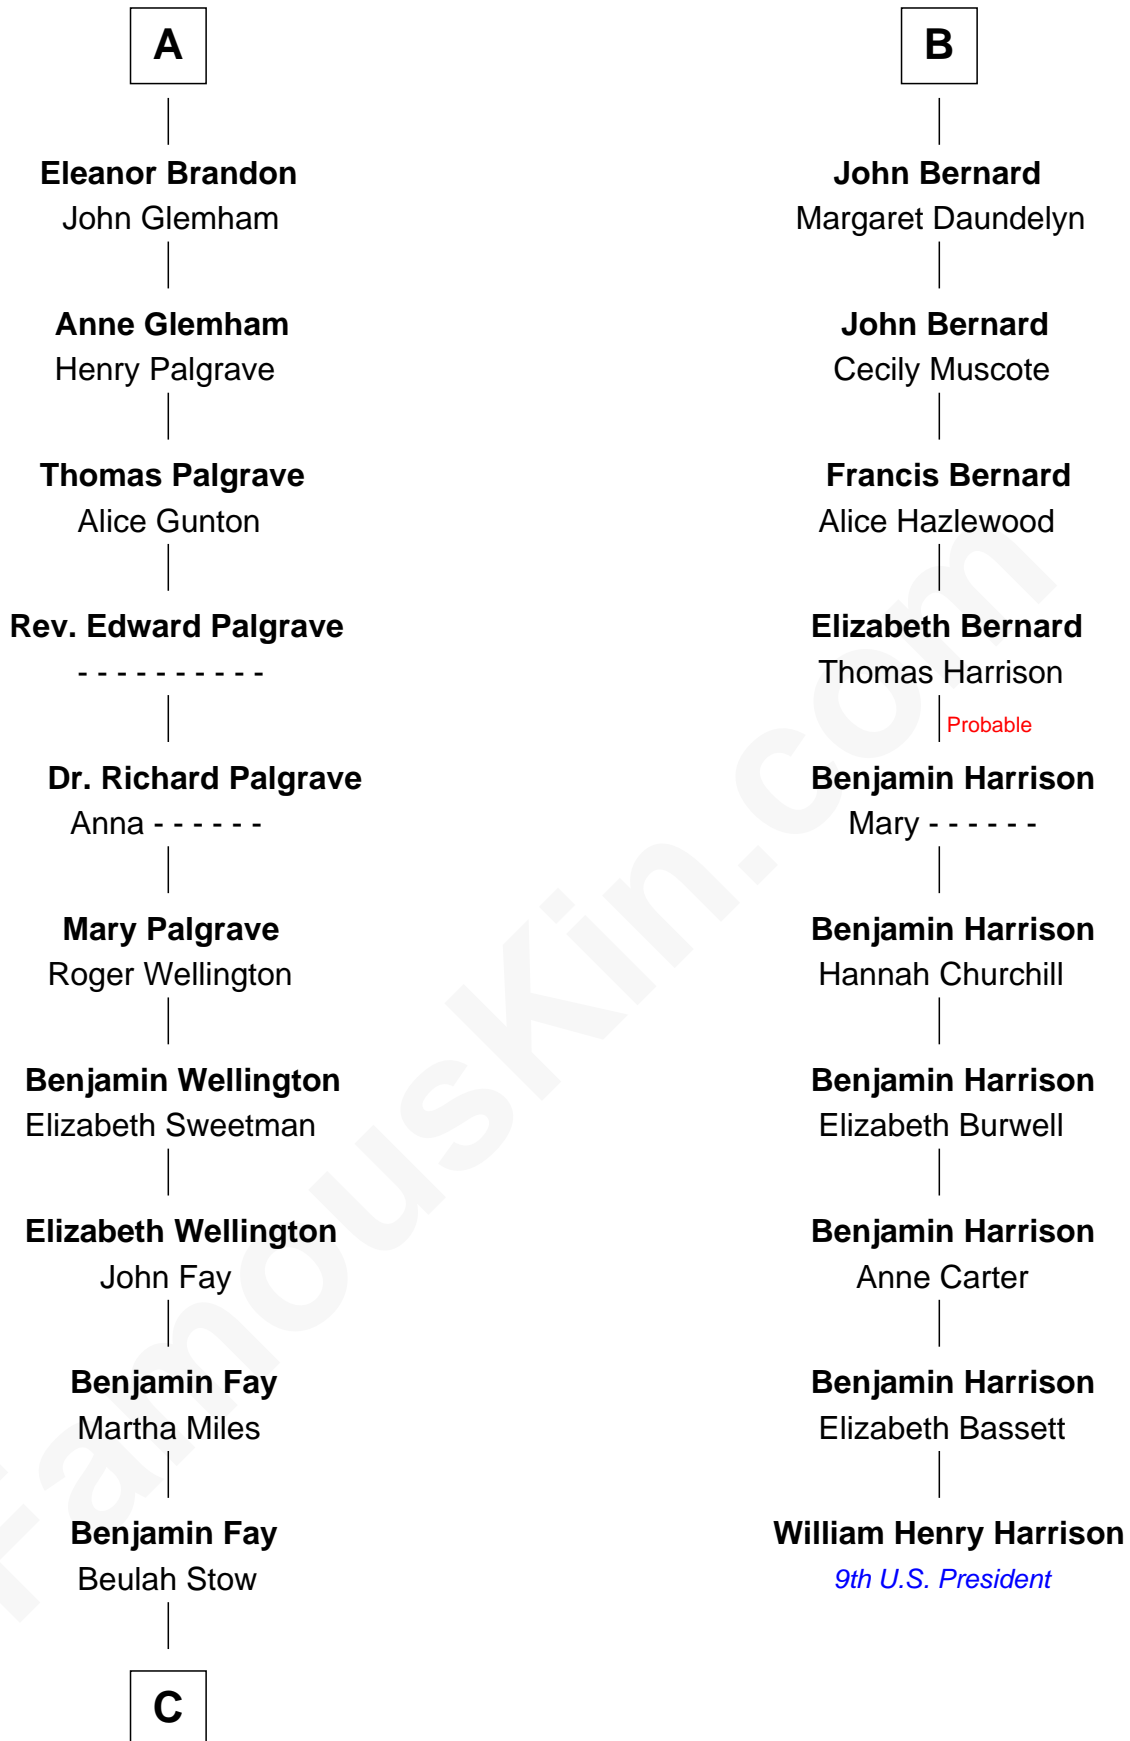 A
Eleanor Brandon
John Glemham
Anne Glemham
Henry Palgrave
Thomas Palgrave
Alice Gunton
Rev. Edward Palgrave
- - - - - - - - - -
Dr. Richard Palgrave
Anna - - - - - -
Mary Palgrave
Roger Wellington
Benjamin Wellington
Elizabeth Sweetman
Elizabeth Wellington
John Fay
Benjamin Fay
Martha Miles
Benjamin Fay
Beulah Stow
C
B
John Bernard
Margaret Daundelyn
John Bernard
Cecily Muscote
Francis Bernard
Alice Hazlewood
Elizabeth Bernard
Thomas Harrison
Probable
Benjamin Harrison
Mary - - - - - -
Benjamin Harrison
Hannah Churchill
Benjamin Harrison
Elizabeth Burwell
Benjamin Harrison
Anne Carter
Benjamin Harrison
Elizabeth Bassett
William Henry Harrison
9th U.S. President
FamousKin.com